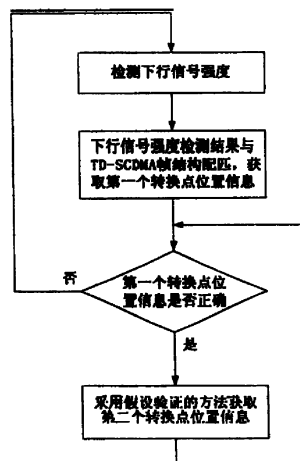 检测下行信号强度
下行信号强度检测结果与
TD-SCDMA帧结构配匹，获
取第一个转换点位置信息
否
第一个转换点位
置信息是否正确
是
采用假设验证的方法获取
第二个转换点位置信息